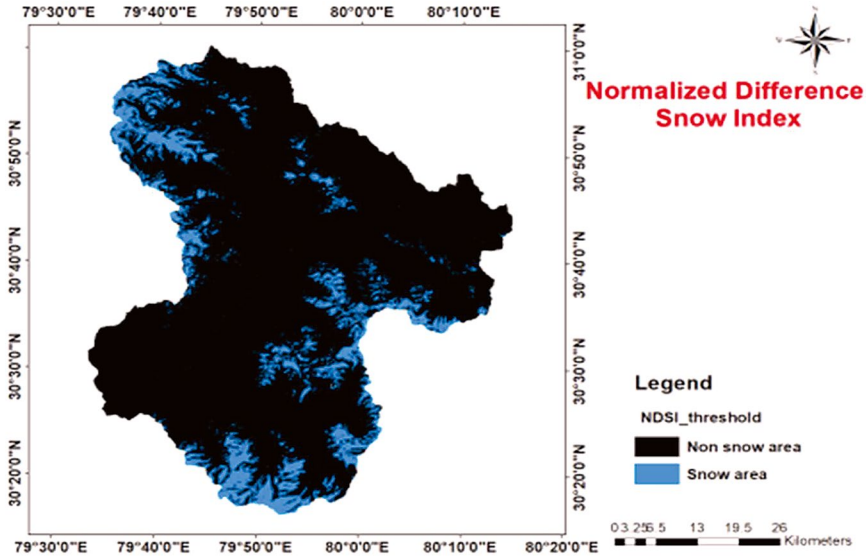 79°30'0"E 79°40'0"E 79°50'0"E 80°0'0"E 80°10'0"E
Normalized Difference
Snow Index
31°0'0"N
30°50'0"N
30°50'0"N
30°40'0"N
30°40'0"N
30°30'0"N
30°30'0"N
30°20'0"N
30°20'0"N
Legend
NDSI_threshold
Non snow area
Snow area
0 3.25 6.5 13 19.5 26
Kilometers
79°30'0"E 79°40'0"E 79°50'0"E 80°0'0"E 80°10'0"E 80°20'0"E